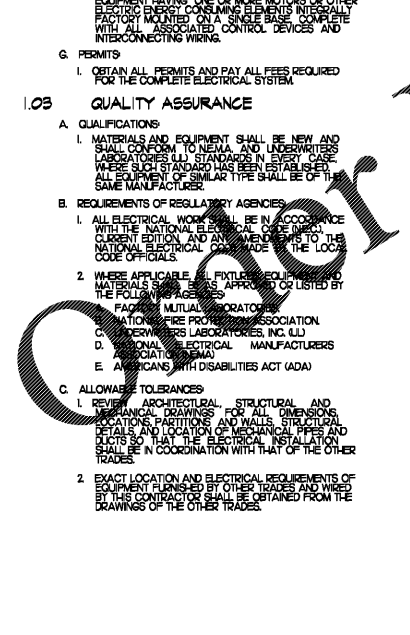 EQUIPMENT HAVING ONE OR MORE MOTORS OR OTHER
ELECTRIC ENERGY CONSUMING ELEMENTS INTEGRALLY
FACTORY MOUNTED ON A SINGLE BASE, COMPLETE
WITH ALL ASSOCIATED CONTROL DEVICES AND
INTERCONNECTING WIRING.
G. PERMITS:
1. OBTAIN ALL PERMITS AND PAY ALL FEES REQUIRED
FOR THE COMPLETE ELECTRICAL SYSTEM.
1.03 QUALITY ASSURANCE
A. QUALIFICATIONS:
1. MATERIALS AND EQUIPMENT SHALL BE NEW AND
SHALL CONFORM TO N.E.M.A. AND UNDERWRITERS
LABORATORIES (UL) STANDARDS IN EVERY CASE,
WHERE SUCH STANDARD HAS BEEN ESTABLISHED.
ALL EQUIPMENT OF SIMILAR TYPE SHALL BE OF THE
SAME MANUFACTURER.
B. REQUIREMENTS OF REGULATORY AGENCIES:
1. ALL ELECTRICAL WORK SHALL BE IN ACCORDANCE
WITH THE NATIONAL ELECTRICAL CODE (N.E.C.),
CURRENT EDITION, AND ANY AMENDMENTS TO THE
NATIONAL ELECTRICAL CODE MADE BY THE LOCAL
CODE OFFICIALS.
2. WHERE APPLICABLE, ALL FIXTURES, EQUIPMENT AND
MATERIALS SHALL BE AS APPROVED OR LISTED BY
THE FOLLOWING AGENCIES:
A. FACTORY MUTUAL LABORATORIES.
B. NATIONAL FIRE PROTECTION ASSOCIATION.
C. UNDERWRITERS LABORATORIES, INC. (UL)
D. NATIONAL ELECTRICAL MANUFACTURERS
ASSOCIATION (NEMA)
E. AMERICANS WITH DISABILITIES ACT (ADA)
C. ALLOWABLE TOLERANCES:
1. REVIEW ARCHITECTURAL, STRUCTURAL AND
MECHANICAL DRAWINGS FOR ALL DIMENSIONS,
LOCATIONS, PARTITIONS AND WALLS, STRUCTURAL
DETAILS, AND LOCATION OF MECHANICAL PIPES AND
DUCTS SO THAT THE ELECTRICAL INSTALLATION
SHALL BE IN COORDINATION WITH THAT OF THE OTHER
TRADES.
2. EXACT LOCATION AND ELECTRICAL REQUIREMENTS OF
EQUIPMENT FURNISHED BY OTHER TRADES AND WIRED
BY THIS CONTRACTOR SHALL BE OBTAINED FROM THE
DRAWINGS OF THE OTHER TRADES.
Order